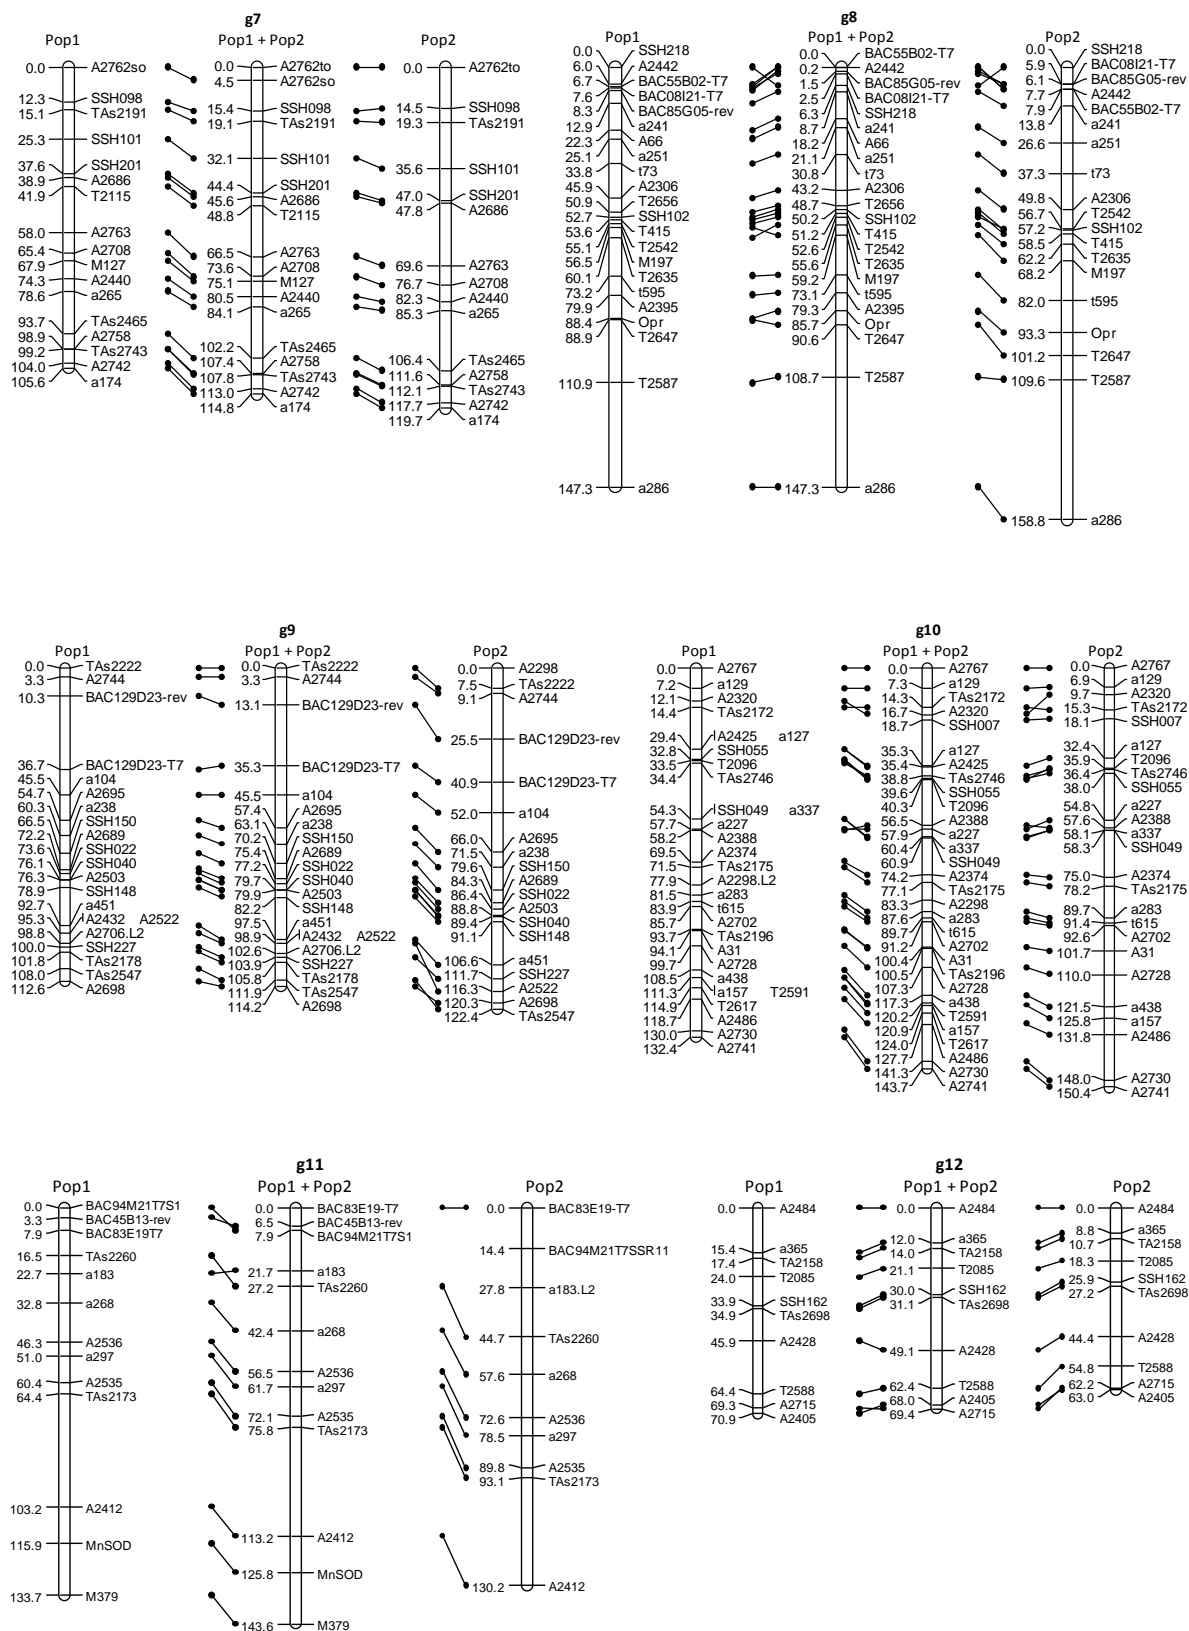 g7
Pop1
0.0 A2762so
12.3 SSH098
15.1 TAs2191
25.3 SSH101
37.6 SSH201
38.9 A2686
41.9 T2115
58.0 A2763
65.4 A2708
67.9 M127
74.3 A2440
78.6 a265
93.7 TAs2465
98.9 A2758
99.2 TAs2743
104.0 A2742
105.6 a174
Pop1 + Pop2
0.0 A2762to
4.5 A2762so
15.4 SSH098
19.1 TAs2191
32.1 SSH101
44.4 SSH201
45.6 A2686
48.8 T2115
66.5 A2763
73.6 A2708
75.1 M127
80.5 A2440
84.1 a265
102.2 TAs2465
107.4 A2758
107.8 TAs2743
113.0 A2742
114.8 a174
Pop2
0.0 A2762to
14.5 SSH098
19.3 TAs2191
35.6 SSH101
47.0 SSH201
47.8 A2686
69.6 A2763
76.7 A2708
82.3 A2440
85.3 a265
106.4 TAs2465
111.6 A2758
112.1 TAs2743
117.7 A2742
119.7 a174
g8
Pop1
0.0 SSH218
6.0 A2442
6.7 BAC55B02-T7
7.6 BAC08I21-T7
8.3 BAC85G05-rev
12.9 a241
22.3 A66
25.1 a251
33.8 t73
45.9 A2306
50.9 T2656
52.7 SSH102
53.6 T415
55.1 T2542
56.5 M197
60.1 T2635
73.2 t595
79.9 A2395
88.4 Opr
88.9 T2647
110.9 T2587
147.3 a286
Pop1 + Pop2
0.0 BAC55B02-T7
0.2 A2442
1.5 BAC85G05-rev
2.5 BAC08I21-T7
6.3 SSH218
8.7 a241
18.2 A66
21.1 a251
30.8 t73
43.2 A2306
48.7 T2656
50.2 SSH102
51.2 T415
52.6 T2542
55.6 T2635
59.2 M197
73.1 t595
79.3 A2395
85.7 Opr
90.6 T2647
108.7 T2587
147.3 a286
Pop2
0.0 SSH218
5.9 BAC08I21-T7
6.1 BAC85G05-rev
7.7 A2442
7.9 BAC55B02-T7
13.8 a241
26.6 a251
37.3 t73
49.8 A2306
56.7 T2542
57.2 SSH102
58.5 T415
62.2 T2635
68.2 M197
82.0 t595
93.3 Opr
101.2 T2647
109.6 T2587
158.8 a286
g9
Pop1
0.0 TAs2222
3.3 A2744
10.3 BAC129D23-rev
36.7 BAC129D23-T7
45.5 a104
54.7 A2695
60.3 a238
66.5 SSH150
72.2 A2689
73.6 SSH022
76.1 SSH040
76.3 A2503
78.9 SSH148
92.7 a451
95.3 A2432 A2522
98.8 A2706.L2
100.0 SSH227
101.8 TAs2178
108.0 TAs2547
112.6 A2698
Pop1 + Pop2
0.0 TAs2222
3.3 A2744
13.1 BAC129D23-rev
35.3 BAC129D23-T7
45.5 a104
57.4 A2695
63.1 a238
70.2 SSH150
75.4 A2689
77.2 SSH022
79.7 SSH040
79.9 A2503
82.2 SSH148
97.5 a451
98.9 A2432 A2522
102.6 A2706.L2
103.9 SSH227
105.8 TAs2178
111.9 TAs2547
114.2 A2698
Pop2
0.0 A2298
7.5 TAs2222
9.1 A2744
25.5 BAC129D23-rev
40.9 BAC129D23-T7
52.0 a104
66.0 A2695
71.5 a238
79.6 SSH150
84.3 A2689
86.4 SSH022
88.8 A2503
89.4 SSH040
91.1 SSH148
106.6 a451
111.7 SSH227
116.3 A2522
120.3 A2698
122.4 TAs2547
g10
Pop1
0.0 A2767
7.2 a129
12.1 A2320
14.4 TAs2172
29.4 A2425 a127
32.8 SSH055
33.5 T2096
34.4 TAs2746
54.3 SSH049 a337
57.7 a227
58.2 A2388
69.5 A2374
71.5 TAs2175
77.9 A2298.L2
81.5 a283
83.9 t615
85.7 A2702
93.7 TAs2196
94.1 A31
99.7 A2728
108.5 a438
111.3 a157 T2591
114.9 T2617
118.7 A2486
130.0 A2730
132.4 A2741
Pop1 + Pop2
0.0 A2767
7.3 a129
14.3 TAs2172
16.7 A2320
18.7 SSH007
35.3 a127
35.4 A2425
38.8 TAs2746
39.6 SSH055
40.3 T2096
56.5 A2388
57.9 a227
60.4 a337
60.9 SSH049
74.2 A2374
77.1 TAs2175
83.3 A2298
87.6 a283
89.7 t615
91.2 A2702
100.4 A31
100.5 TAs2196
107.3 A2728
117.3 a438
120.2 T2591
120.9 a157
124.0 T2617
127.7 A2486
141.3 A2730
143.7 A2741
Pop2
0.0 A2767
6.9 a129
9.7 A2320
15.3 TAs2172
18.1 SSH007
32.4 a127
35.9 T2096
36.4 TAs2746
38.0 SSH055
54.8 a227
57.6 A2388
58.1 a337
58.3 SSH049
75.0 A2374
78.2 TAs2175
89.7 a283
91.4 t615
92.6 A2702
101.7 A31
110.0 A2728
121.5 a438
125.8 a157
131.8 A2486
148.0 A2730
150.4 A2741
g11
Pop1
0.0 BAC94M21T7S1
3.3 BAC45B13-rev
7.9 BAC83E19T7
16.5 TAs2260
22.7 a183
32.8 a268
46.3 A2536
51.0 a297
60.4 A2535
64.4 TAs2173
103.2 A2412
115.9 MnSOD
133.7 M379
Pop1 + Pop2
0.0 BAC83E19-T7
6.5 BAC45B13-rev
7.9 BAC94M21T7S1
21.7 a183
27.2 TAs2260
42.4 a268
56.5 A2536
61.7 a297
72.1 A2535
75.8 TAs2173
113.2 A2412
125.8 MnSOD
143.6 M379
Pop2
0.0 BAC83E19-T7
14.4 BAC94M21T7SSR11
27.8 a183.L2
44.7 TAs2260
57.6 a268
72.6 A2536
78.5 a297
89.8 A2535
93.1 TAs2173
130.2 A2412
g12
Pop1
0.0 A2484
15.4 a365
17.4 TA2158
24.0 T2085
33.9 SSH162
34.9 TAs2698
45.9 A2428
64.4 T2588
69.3 A2715
70.9 A2405
Pop1 + Pop2
0.0 A2484
12.0 a365
14.0 TA2158
21.1 T2085
30.0 SSH162
31.1 TAs2698
49.1 A2428
62.4 T2588
68.0 A2405
69.4 A2715
Pop2
0.0 A2484
8.8 a365
10.7 TA2158
18.3 T2085
25.9 SSH162
27.2 TAs2698
44.4 A2428
54.8 T2588
62.2 A2715
63.0 A2405